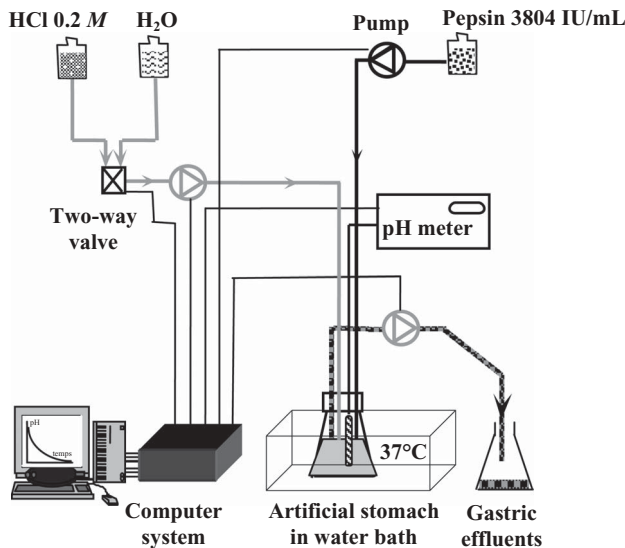 HCl 0.2 M
H₂O
Pump
Pepsin 3804 IU/mL
Two-way
valve
pH meter
pH
temps
37°C
Computer
system
Artificial stomach
in water bath
Gastric
effluents